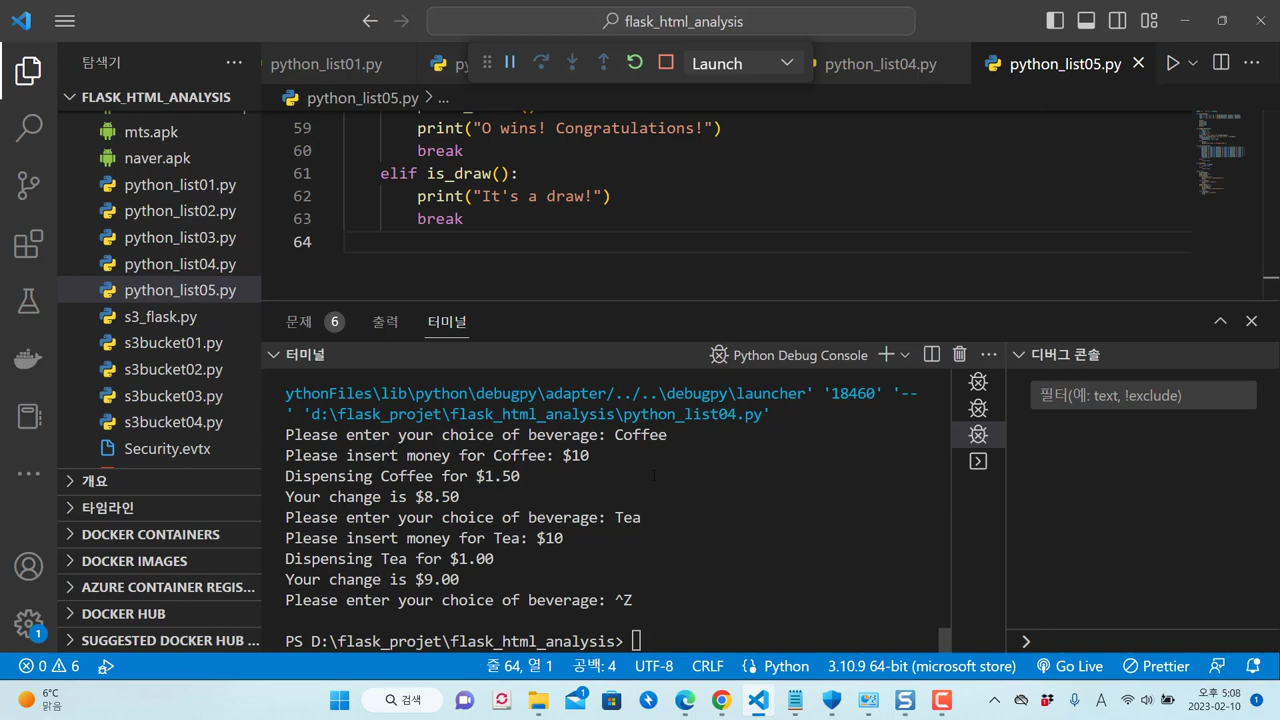 flask_html_analysis
탐색기
python_list01.py
py
Launch
python_list04.py
python_list05.py
FLASK_HTML_ANALYSIS
python_list05.py
...
mts.apk
naver.apk
python_list01.py
python_list02.py
python_list03.py
python_list04.py
python_list05.py
s3_flask.py
s3bucket01.py
s3bucket02.py
s3bucket03.py
s3bucket04.py
Security.evtx
개요
타임라인
DOCKER CONTAINERS
DOCKER IMAGES
AZURE CONTAINER REGIS...
DOCKER HUB
SUGGESTED DOCKER HUB ...
59 print("O wins! Congratulations!")
60 break
61 elif is_draw():
62 print("It's a draw!")
63 break
64
문제 6 출력 터미널
터미널
Python Debug Console
디버그 콘솔
필터(예: text, !exclude)
ythonFiles\lib\python\debugpy\adapter/../..\debugpy\launcher' '18460' '--
' 'd:\flask_projet\flask_html_analysis\python_list04.py'
Please enter your choice of beverage: Coffee
Please insert money for Coffee: $10
Dispensing Coffee for $1.50
Your change is $8.50
Please enter your choice of beverage: Tea
Please insert money for Tea: $10
Dispensing Tea for $1.00
Your change is $9.00
Please enter your choice of beverage: ^Z
PS D:\flask_projet\flask_html_analysis>
1
0 6 줄 64, 열 1 공백: 4 UTF-8 CRLF Python 3.10.9 64-bit (microsoft store) Go Live Prettier
6°C
맑음
검색
1
A
오후 5:08
2023-02-10
1